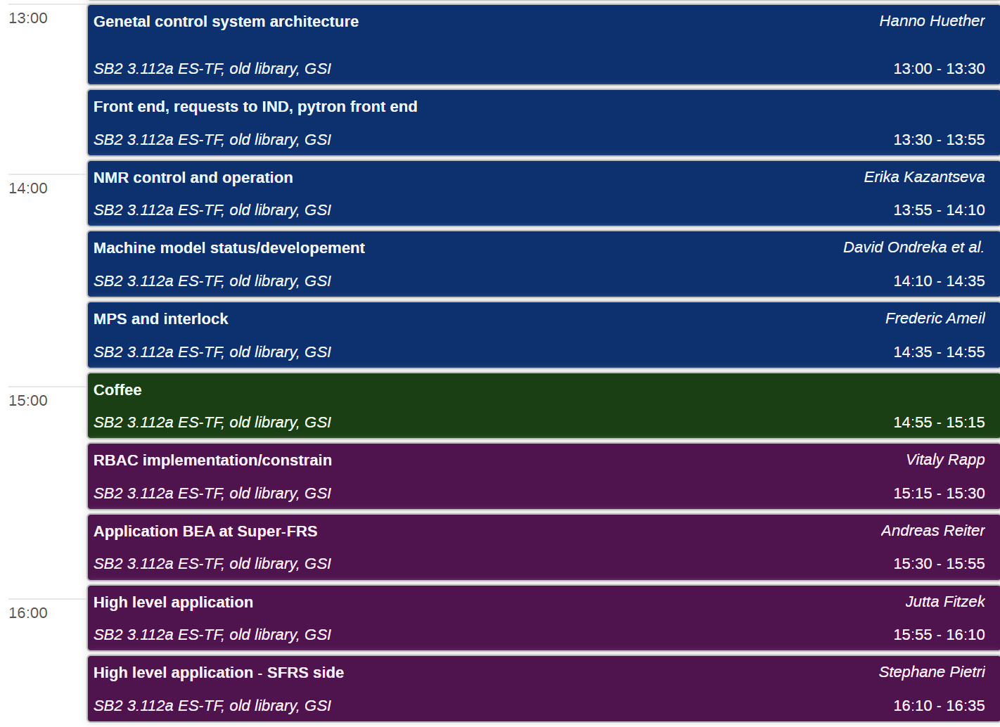 13:00
Genetal control system architecture
Hanno Huether
SB2 3.112a ES-TF, old library, GSI
13:00 - 13:30
Front end, requests to IND, pytron front end
SB2 3.112a ES-TF, old library, GSI
13:30 - 13:55
14:00
NMR control and operation
Erika Kazantseva
SB2 3.112a ES-TF, old library, GSI
13:55 - 14:10
Machine model status/developement
David Ondreka et al.
SB2 3.112a ES-TF, old library, GSI
14:10 - 14:35
MPS and interlock
Frederic Ameil
SB2 3.112a ES-TF, old library, GSI
14:35 - 14:55
15:00
Coffee
SB2 3.112a ES-TF, old library, GSI
14:55 - 15:15
RBAC implementation/constrain
Vitaly Rapp
SB2 3.112a ES-TF, old library, GSI
15:15 - 15:30
Application BEA at Super-FRS
Andreas Reiter
SB2 3.112a ES-TF, old library, GSI
15:30 - 15:55
16:00
High level application
Jutta Fitzek
SB2 3.112a ES-TF, old library, GSI
15:55 - 16:10
High level application - SFRS side
Stephane Pietri
SB2 3.112a ES-TF, old library, GSI
16:10 - 16:35